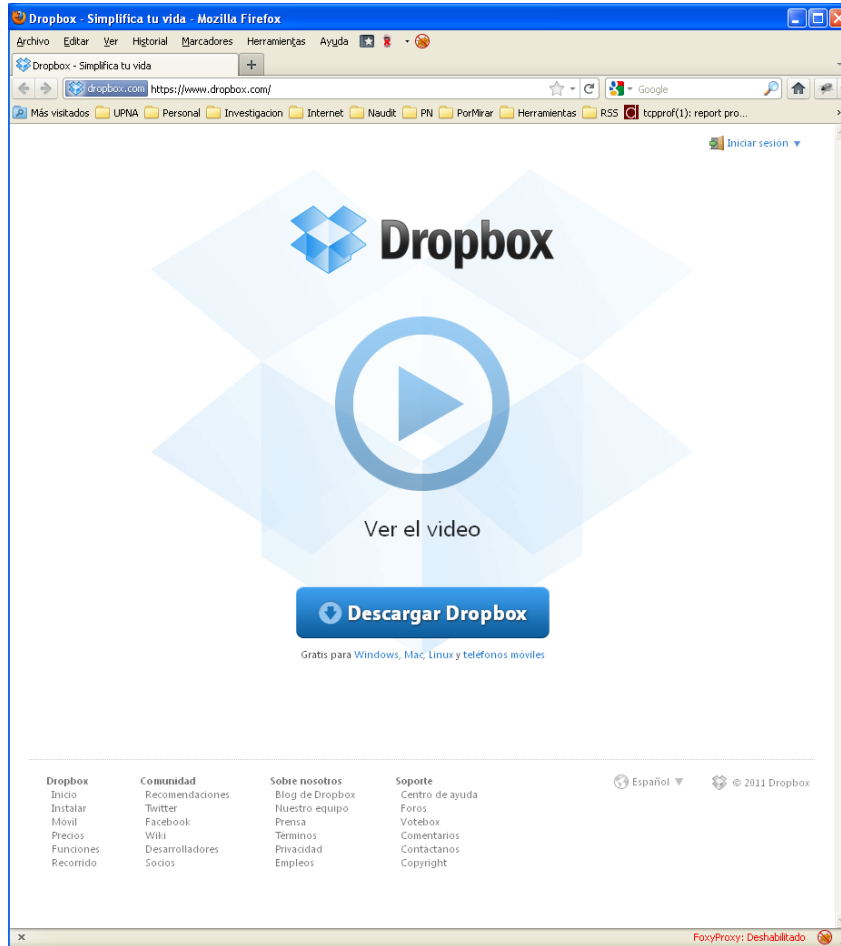 Dropbox - Simplifica tu vida - Mozilla Firefox
Archivo Editar Ver Historial Marcadores Herramientas Ayuda
Dropbox - Simplifica tu vida +
dropbox.com https://www.dropbox.com/ Google
Más visitados UPNA Personal Investigacion Internet Naudit PN PorMirar Herramientas RSS tcpprof(1): report pro...
Iniciar sesión
Dropbox
Ver el video
Descargar Dropbox
Gratis para Windows, Mac, Linux y teléfonos móviles
Dropbox
Inicio
Instalar
Móvil
Precios
Funciones
Recorrido
Comunidad
Recomendaciones
Twitter
Facebook
Wiki
Desarrolladores
Socios
Sobre nosotros
Blog de Dropbox
Nuestro equipo
Prensa
Términos
Privacidad
Empleos
Soporte
Centro de ayuda
Foros
Votebox
Comentarios
Contáctanos
Copyright
Español
© 2011 Dropbox
x
FoxyProxy: Deshabilitado